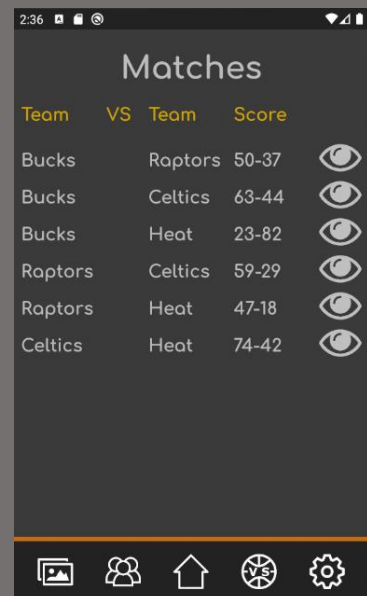 2:36
Matches
Team VS Team Score
Bucks Raptors 50-37
Bucks Celtics 63-44
Bucks Heat 23-82
Raptors Celtics 59-29
Raptors Heat 47-18
Celtics Heat 74-42
VS